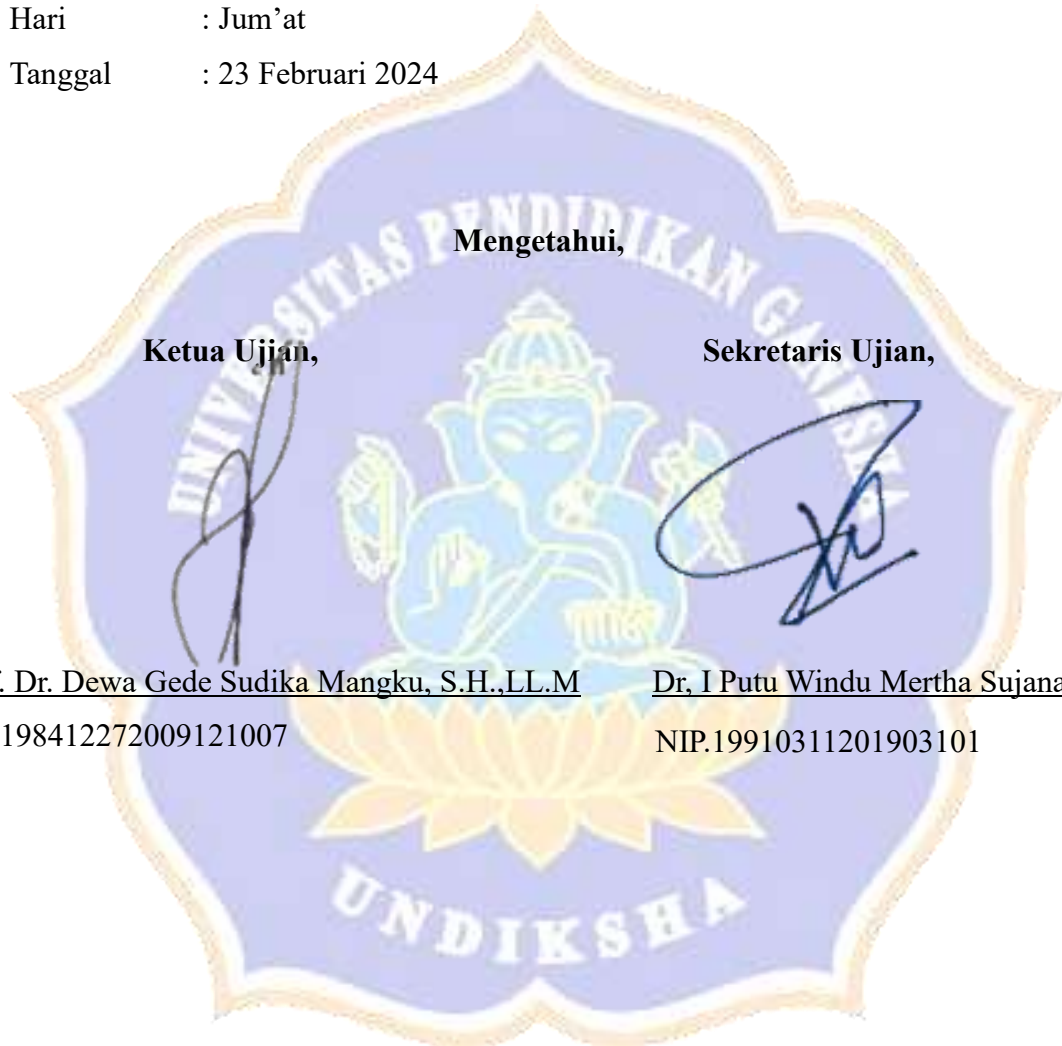 Hari : Jum’at
Tanggal : 23 Februari 2024
UNIVERSITAS PENDIDIKAN GANESHA
Mengetahui,
Ketua Ujian,
Sekretaris Ujian,
. Dr. Dewa Gede Sudika Mangku, S.H.,LL.M
Dr, I Putu Windu Mertha Sujana
198412272009121007
NIP.19910311201903101
UNDIKSHA